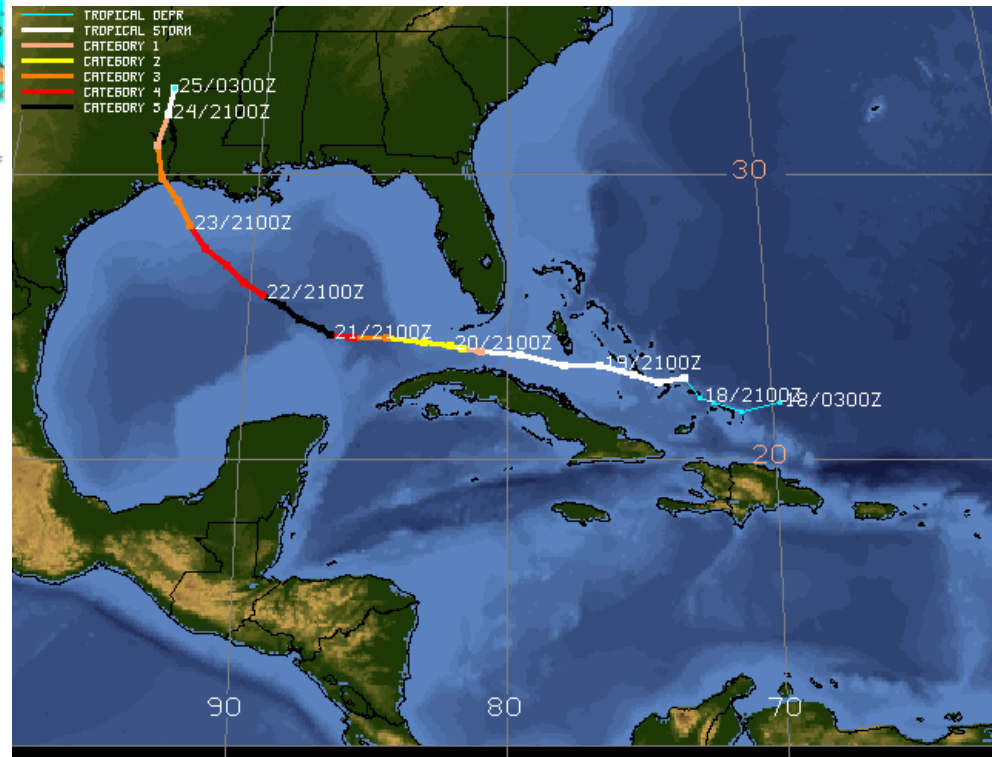 TROPICAL DEPR
TROPICAL STORM
CATEGORY 1
CATEGORY 2
CATEGORY 3
CATEGORY 4
CATEGORY 5
25/0300Z
24/2100Z
30
23/2100Z
22/2100Z
21/2100Z
20/2100Z
19/2100Z
18/2100Z
18/0300Z
20
90
80
70